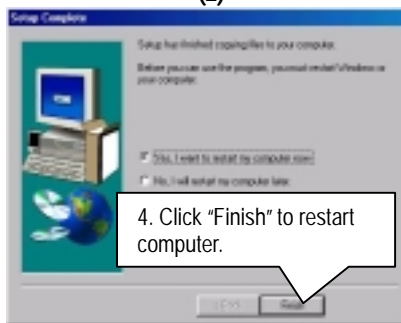 Setup Complete
Setup has finished copying files to your computer.
Before you can use the program, you must restart Windows or
your computer.
Yes, I want to restart my computer now.
No, I will restart my computer later.
4. Click "Finish" to restart
computer.
< Back
Finish